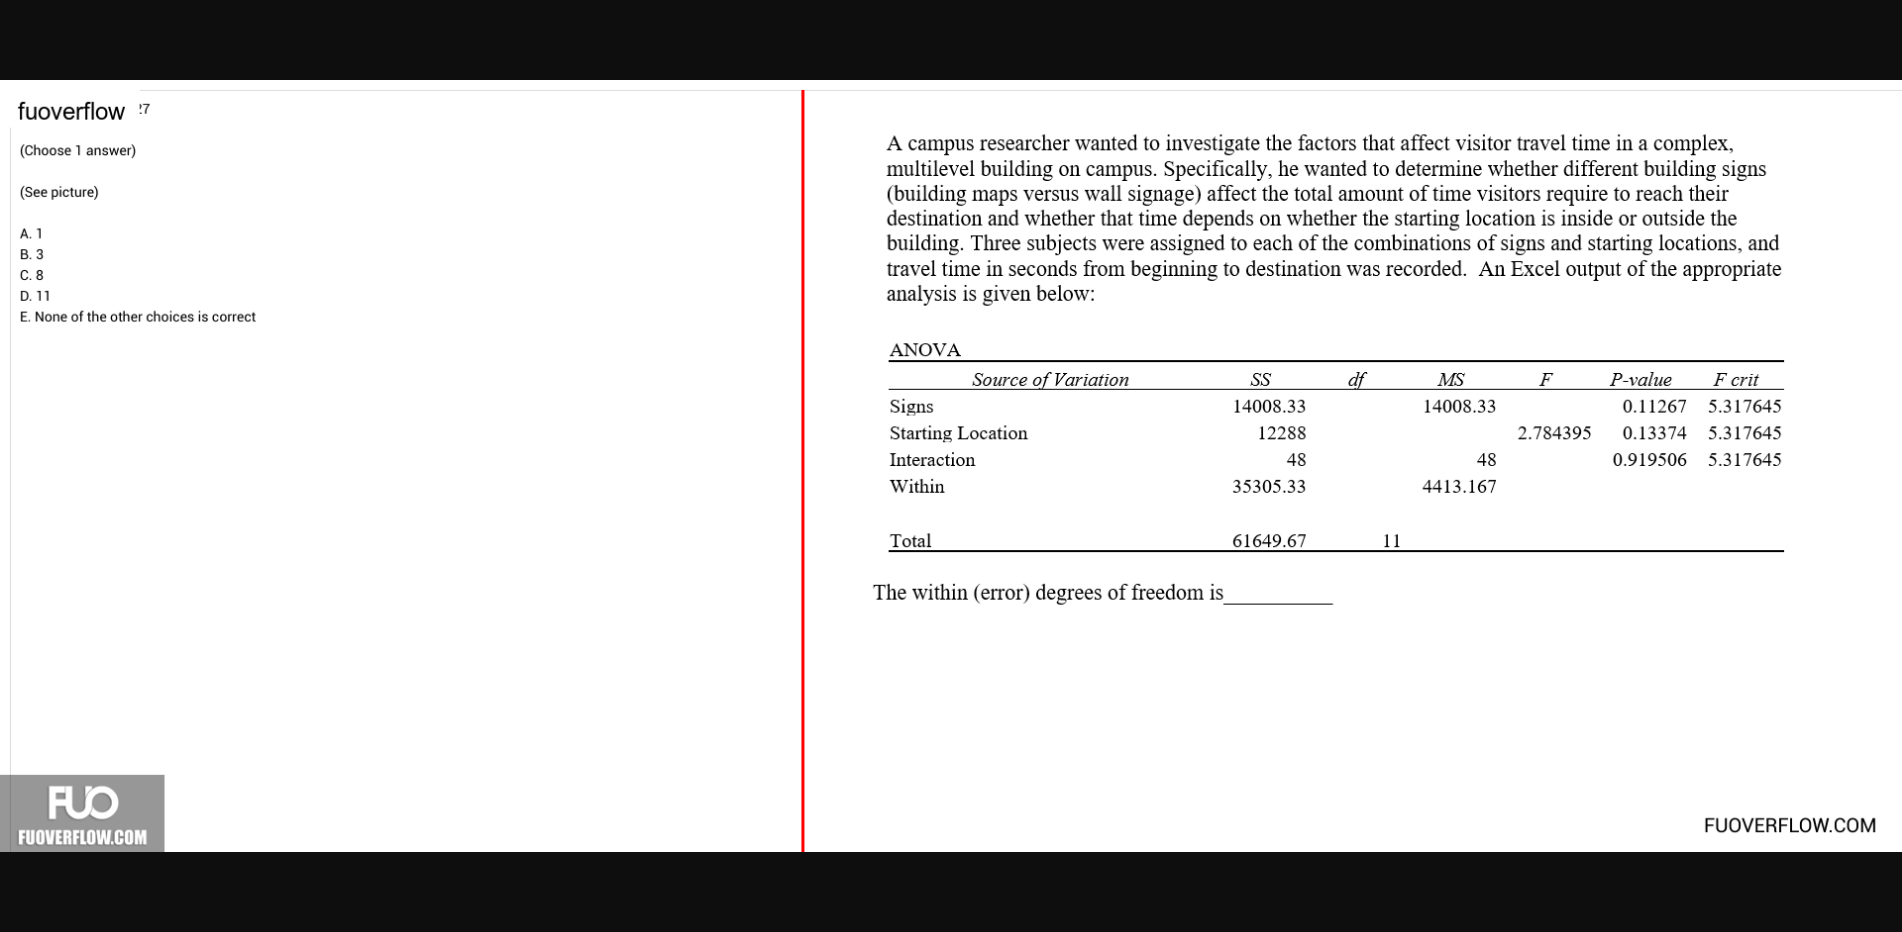 fuoverflow 27
(Choose 1 answer)
(See picture)
A. 1
B. 3
C. 8
D. 11
E. None of the other choices is correct
A campus researcher wanted to investigate the factors that affect visitor travel time in a complex,
multilevel building on campus. Specifically, he wanted to determine whether different building signs
(building maps versus wall signage) affect the total amount of time visitors require to reach their
destination and whether that time depends on whether the starting location is inside or outside the
building. Three subjects were assigned to each of the combinations of signs and starting locations, and
travel time in seconds from beginning to destination was recorded. An Excel output of the appropriate
analysis is given below:
ANOVA
Source of Variation SS df MS F P-value F crit
Signs 14008.33 14008.33 0.11267 5.317645
Starting Location 12288 2.784395 0.13374 5.317645
Interaction 48 48 0.919506 5.317645
Within 35305.33 4413.167
Total 61649.67 11
The within (error) degrees of freedom is__________
FUO
FUOVERFLOW.COM
FUOVERFLOW.COM